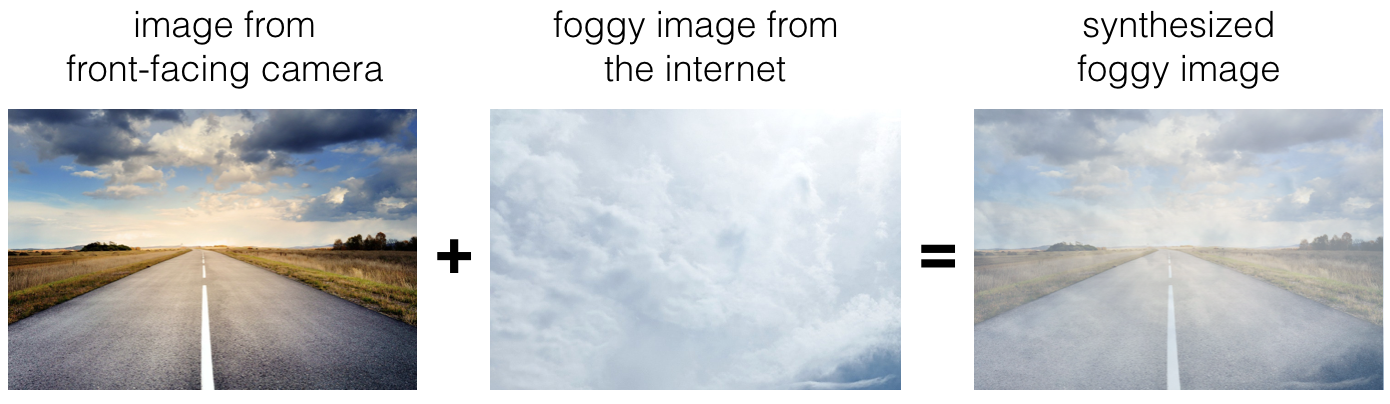 image from
front-facing camera
foggy image from
the internet
synthesized
foggy image
+
=